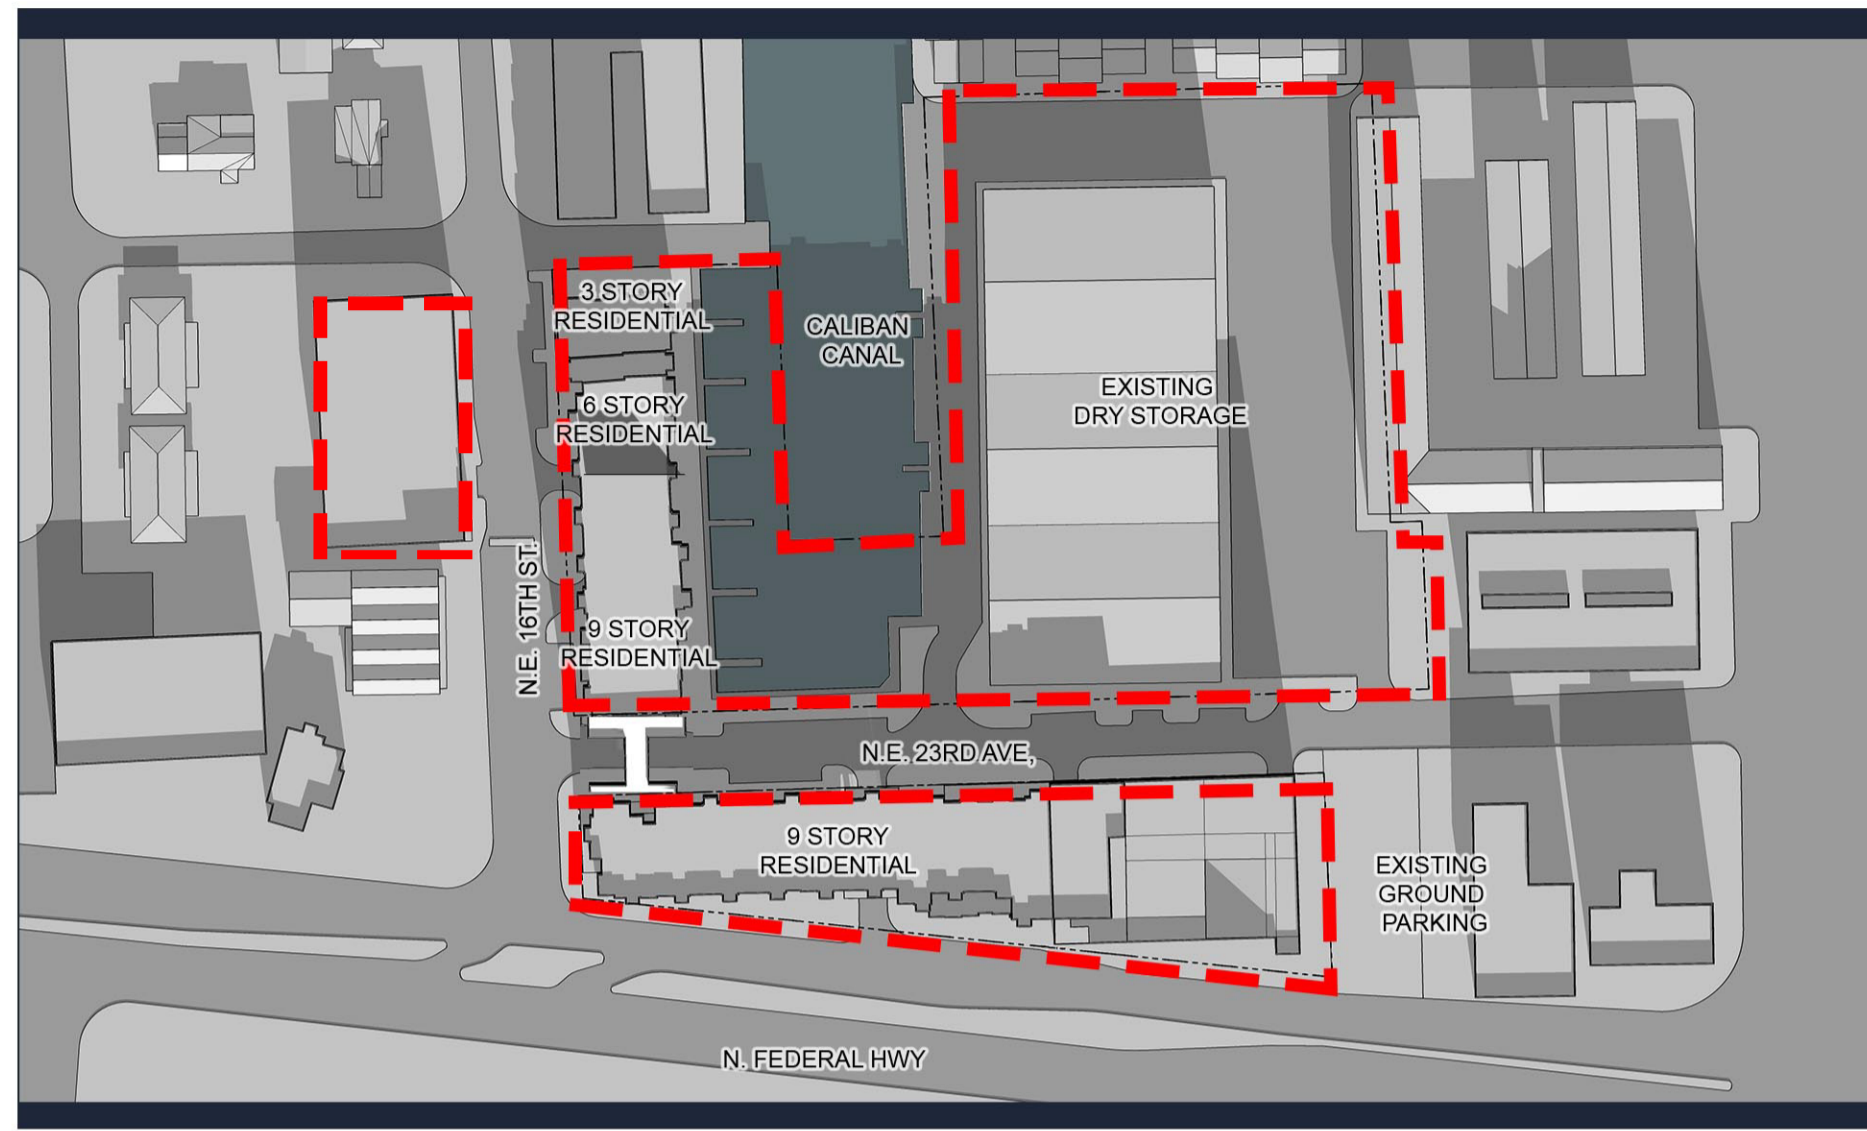 3 STORY
RESIDENTIAL
CALIBAN
CANAL
6 STORY
RESIDENTIAL
EXISTING
DRY STORAGE
N.E. 16TH ST.
9 STORY
RESIDENTIAL
N.E. 23RD AVE,
9 STORY
RESIDENTIAL
EXISTING
GROUND
PARKING
N. FEDERAL HWY